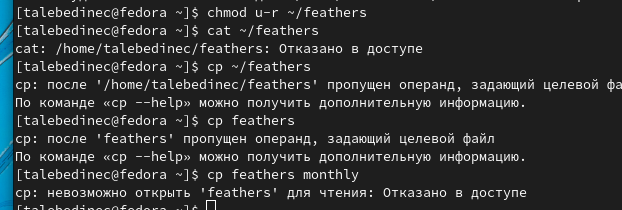 [talebedinec@fedora ~]$ chmod u-r ~/feathers
[talebedinec@fedora ~]$ cat ~/feathers
cat: /home/talebedinec/feathers: Отказано в доступе
[talebedinec@fedora ~]$ cp ~/feathers
cp: после '/home/talebedinec/feathers' пропущен операнд, задающий целевой фа
По команде «cp --help» можно получить дополнительную информацию.
[talebedinec@fedora ~]$ cp feathers
cp: после 'feathers' пропущен операнд, задающий целевой файл
По команде «cp --help» можно получить дополнительную информацию.
[talebedinec@fedora ~]$ cp feathers monthly
cp: невозможно открыть 'feathers' для чтения: Отказано в доступе
[talebedinec@fedora ~]$